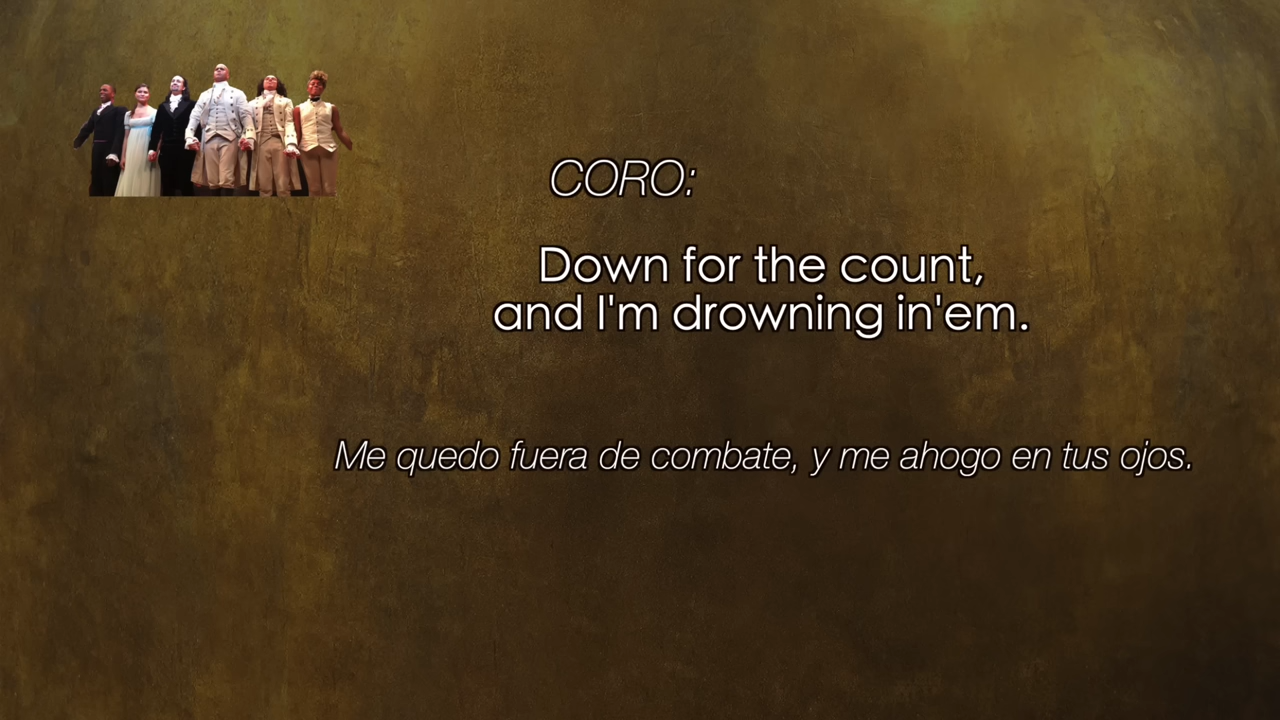 CORO:
Down for the count,
and I'm drowning in'em.
Me quedo fuera de combate, y me ahogo en tus ojos.